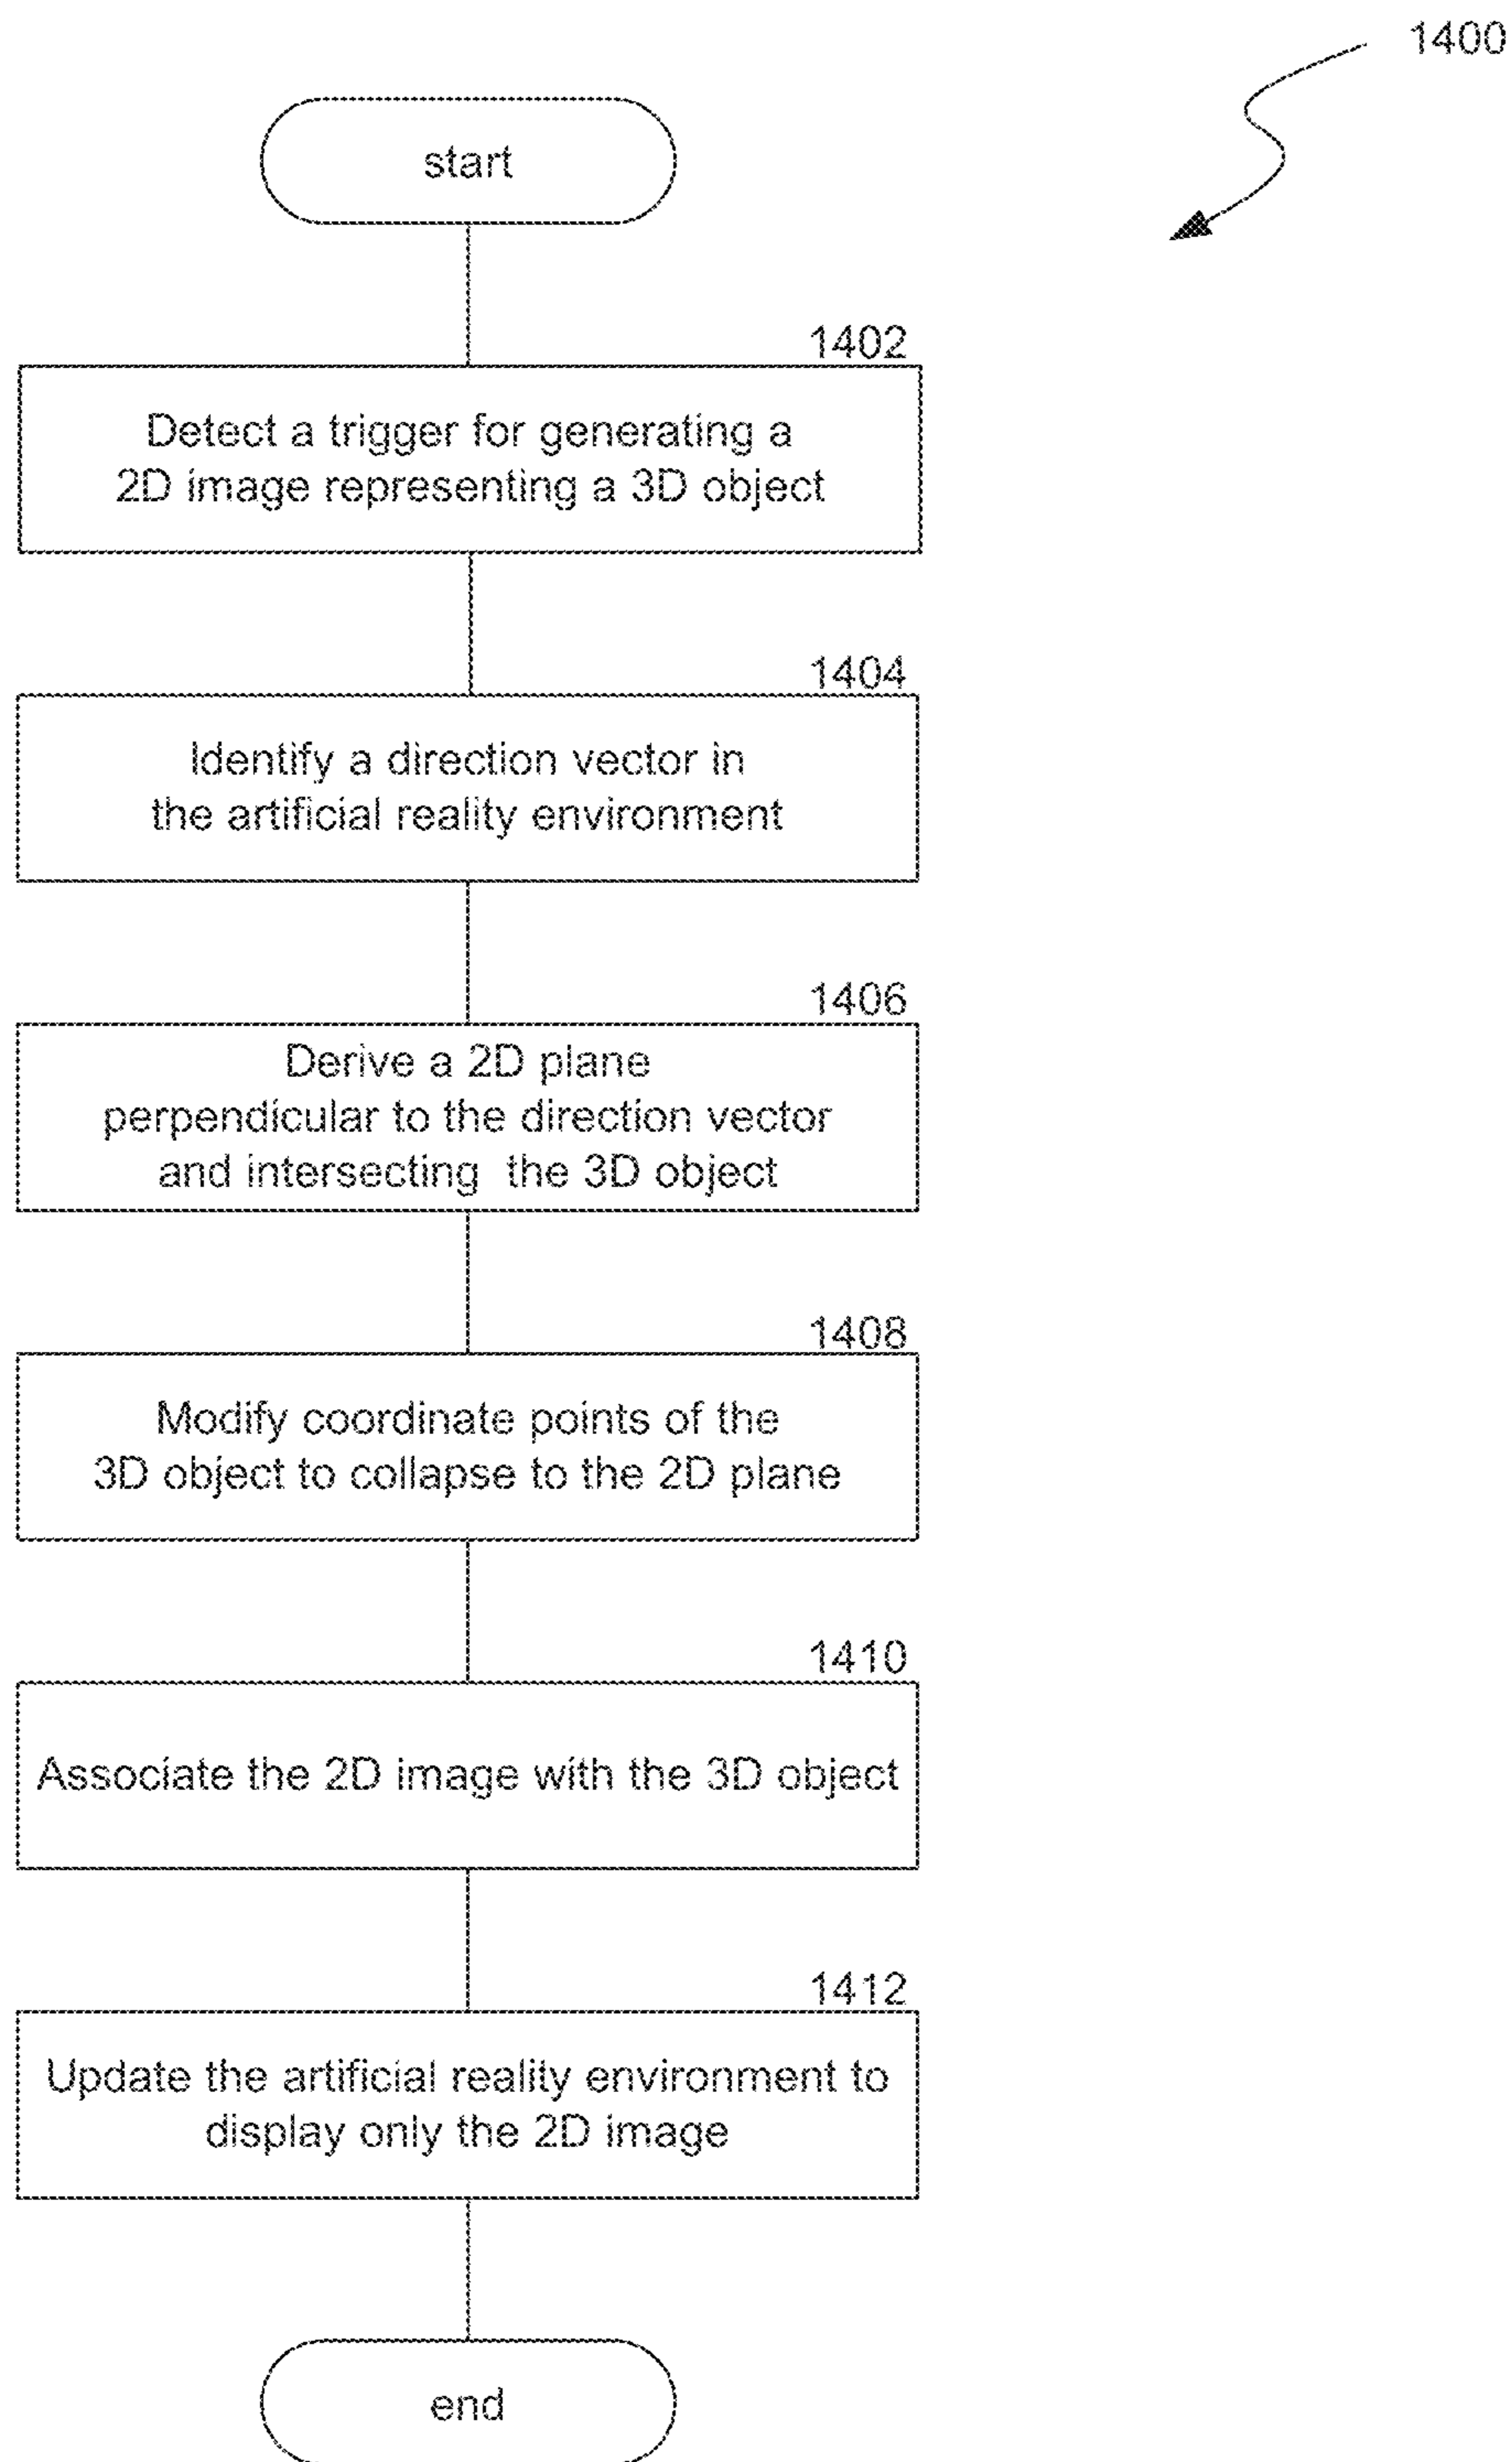 1400
start
1402
Detect a trigger for generating a
2D image representing a 3D object
1404
Identify a direction vector in
the artificial reality environment
1406
Derive a 2D plane
perpendicular to the direction vector
and intersecting the 3D object
1408
Modify coordinate points of the
3D object to collapse to the 2D plane
1410
Associate the 2D image with the 3D object
1412
Update the artificial reality environment to
display only the 2D image
end